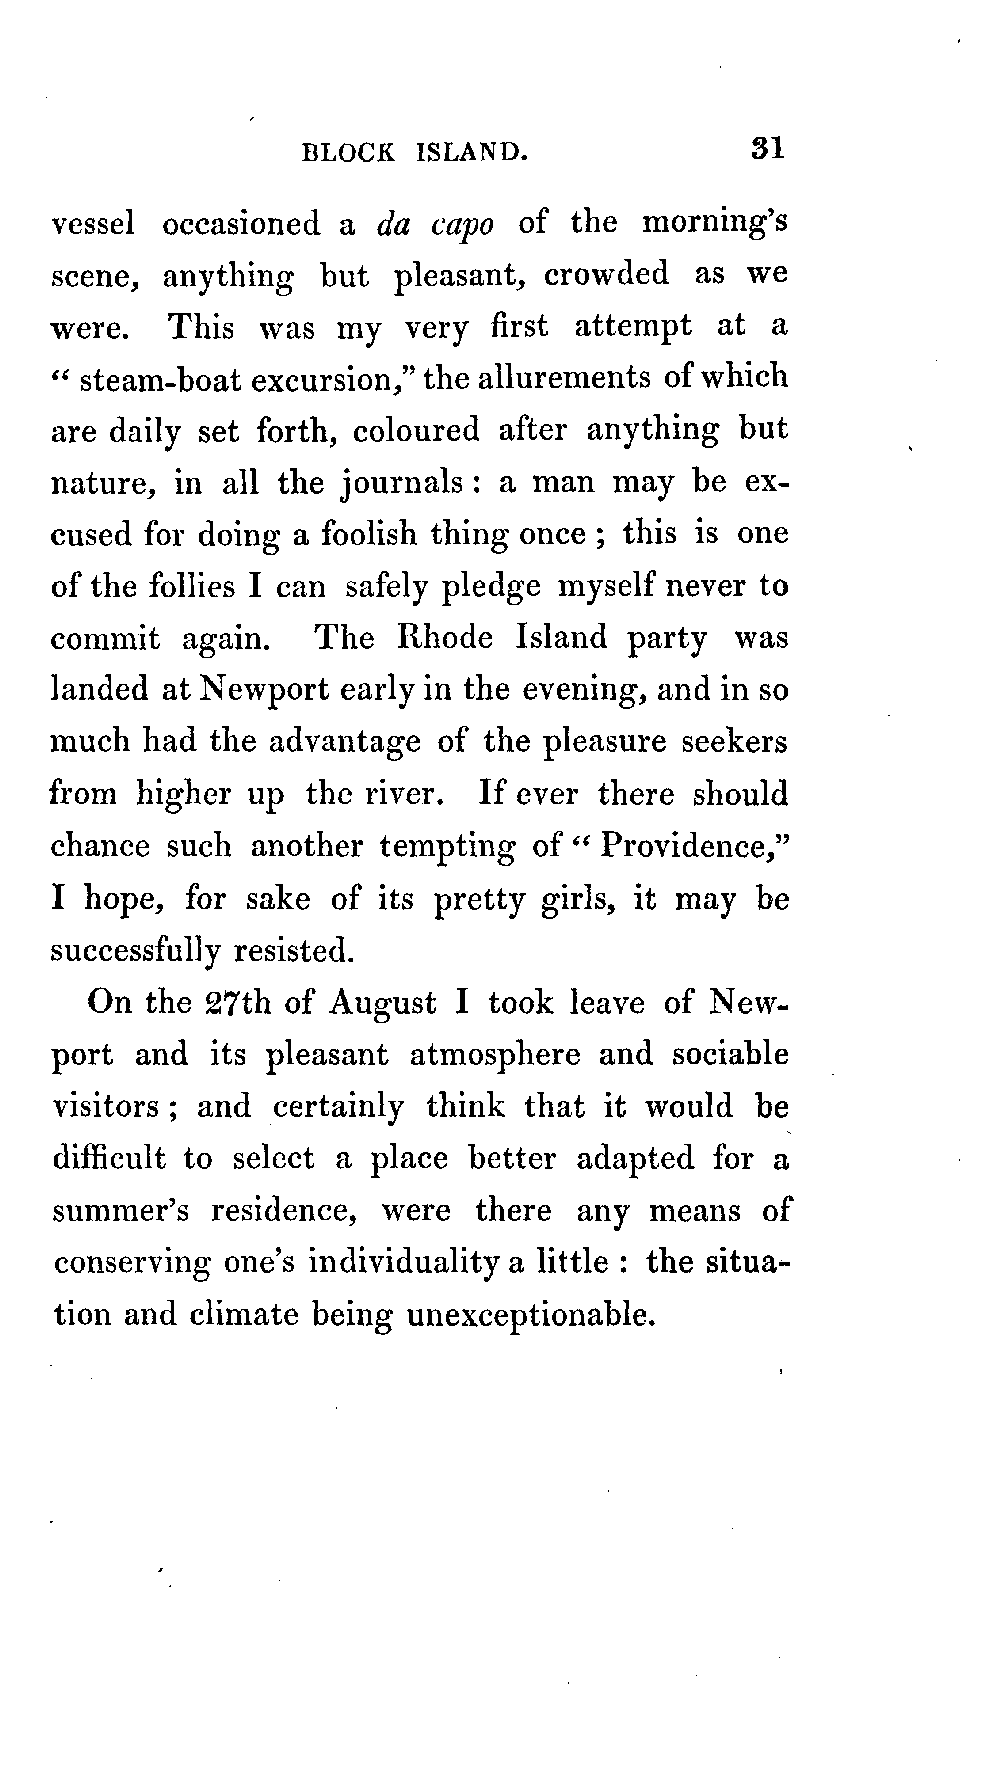 BLOCK ISLAND. 31
vessel occasioned a da capo of the morning's
scene, anything but pleasant, crowded as we
were. This was my very first attempt at a
“ steam-boat excursion,” the allurements of which
are daily set forth, coloured after anything but
nature, in all the journals : a man may be ex-
cused for doing a foolish thing once ; this is one
of the follies I can safely pledge myself never to
commit again. The Rhode Island party was
landed at Newport early in the evening, and in so
much had the advantage of the pleasure seekers
from higher up the river. If ever there should
chance such another tempting of “ Providence,”
I hope, for sake of its pretty girls, it may be
successfully resisted.
On the 27th of August I took leave of New-
port and its pleasant atmosphere and sociable
visitors ; and certainly think that it would be
difficult to select a place better adapted for a
summer's residence, were there any means of
conserving one's individuality a little : the situa-
tion and climate being unexceptionable.